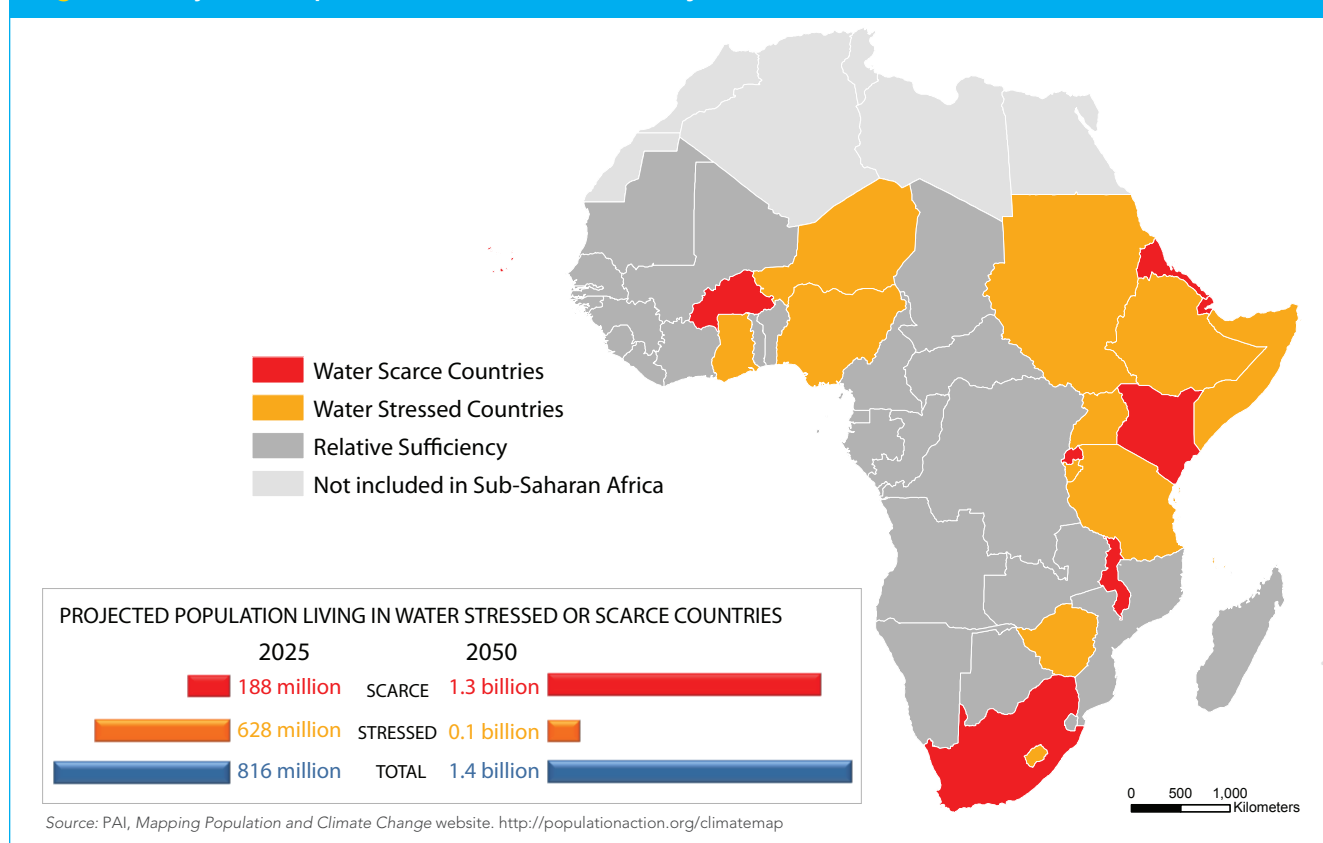 Water Scarce Countries
Water Stressed Countries
Relative Sufficiency
Not included in Sub-Saharan Africa
PROJECTED POPULATION LIVING IN WATER STRESSED OR SCARCE COUNTRIES
2025 2050
188 million SCARCE 1.3 billion
628 million STRESSED 0.1 billion
816 million TOTAL 1.4 billion
0 500 1,000
Kilometers
Source: PAI, Mapping Population and Climate Change website. http://populationaction.org/climatemap